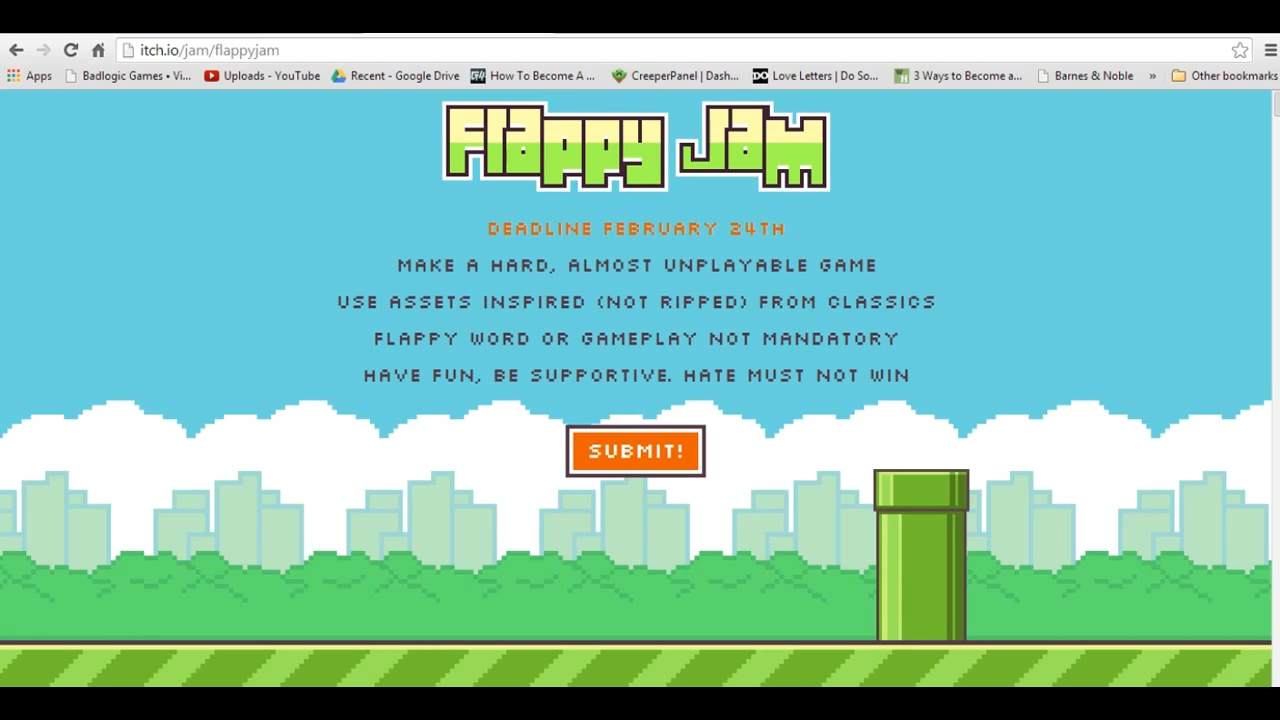 itch.io/jam/flappyjam
Apps Badlogic Games • Vi... Uploads - YouTube Recent - Google Drive How To Become A ... CreeperPanel | Dash... DO Love Letters | Do So... 3 Ways to Become a... Barnes & Noble » Other bookmarks
Flappy Jam
DEADLINE FEBRUARY 24TH
MAKE A HARD, ALMOST UNPLAYABLE GAME
USE ASSETS INSPIRED (NOT RIPPED) FROM CLASSICS
FLAPPY WORD OR GAMEPLAY NOT MANDATORY
HAVE FUN, BE SUPPORTIVE. HATE MUST NOT WIN
SUBMIT!